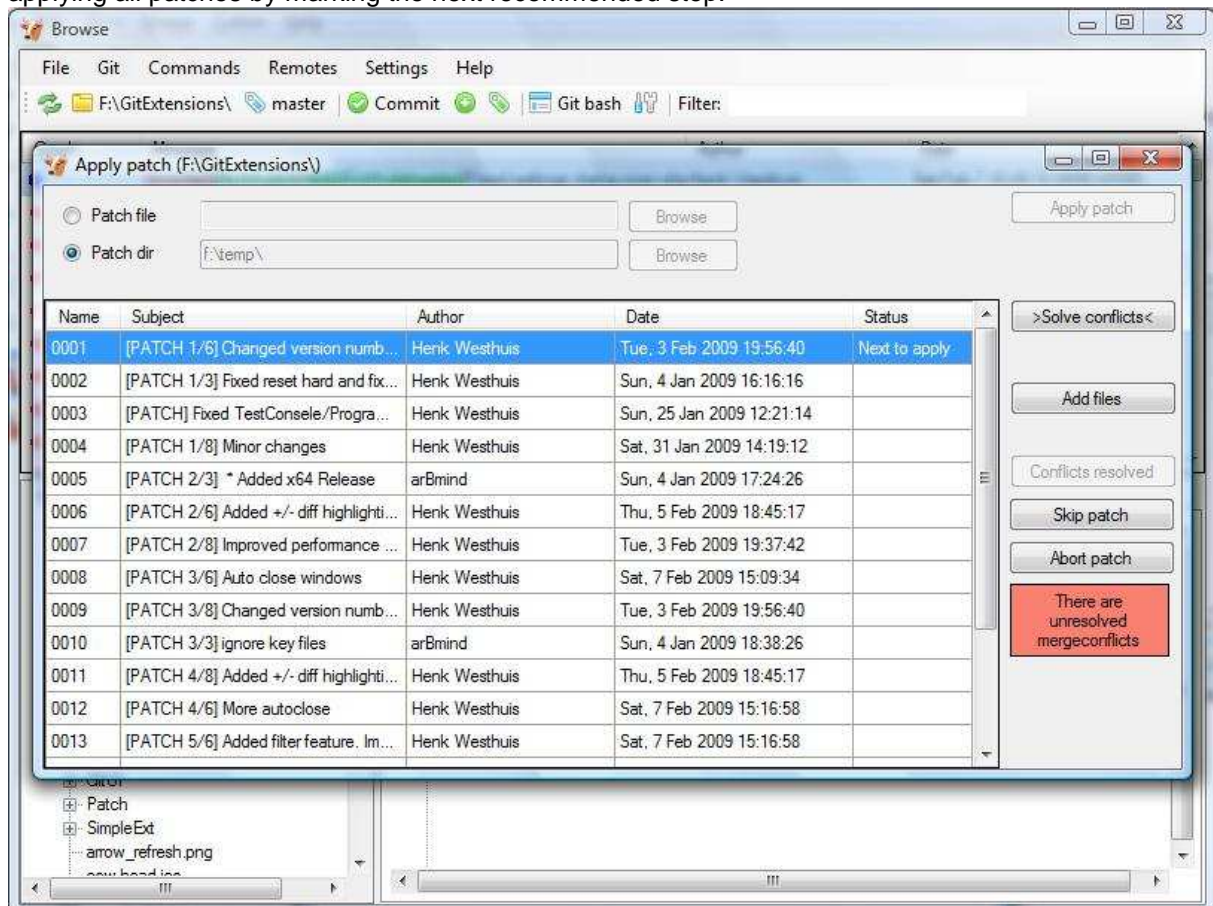 applying all patches by marking the next recommended step.
Browse
File Git Commands Remotes Settings Help
F:\GitExtensions\ master Commit Git bash Filter:
Apply patch (F:\GitExtensions\)
Patch file Browse Apply patch
Patch dir f:\temp\ Browse
Name Subject Author Date Status >Solve conflicts<
0001 [PATCH 1/6] Changed version numb... Henk Westhuis Tue, 3 Feb 2009 19:56:40 Next to apply
0002 [PATCH 1/3] Fixed reset hard and fix... Henk Westhuis Sun, 4 Jan 2009 16:16:16
0003 [PATCH] Fixed TestConsele/Progra... Henk Westhuis Sun, 25 Jan 2009 12:21:14
Add files
0004 [PATCH 1/8] Minor changes Henk Westhuis Sat, 31 Jan 2009 14:19:12
0005 [PATCH 2/3] * Added x64 Release arBmind Sun, 4 Jan 2009 17:24:26
Conflicts resolved
0006 [PATCH 2/6] Added +/- diff highlighti... Henk Westhuis Thu, 5 Feb 2009 18:45:17
Skip patch
0007 [PATCH 2/8] Improved performance ... Henk Westhuis Tue, 3 Feb 2009 19:37:42
0008 [PATCH 3/6] Auto close windows Henk Westhuis Sat, 7 Feb 2009 15:09:34
Abort patch
0009 [PATCH 3/8] Changed version numb... Henk Westhuis Tue, 3 Feb 2009 19:56:40
There are
unresolved
mergeconflicts
0010 [PATCH 3/3] ignore key files arBmind Sun, 4 Jan 2009 18:38:26
0011 [PATCH 4/8] Added +/- diff highlighti... Henk Westhuis Thu, 5 Feb 2009 18:45:17
0012 [PATCH 4/6] More autoclose Henk Westhuis Sat, 7 Feb 2009 15:16:58
0013 [PATCH 5/6] Added filter feature. Im... Henk Westhuis Sat, 7 Feb 2009 15:16:58
Patch
SimpleExt
arrow_refresh.png